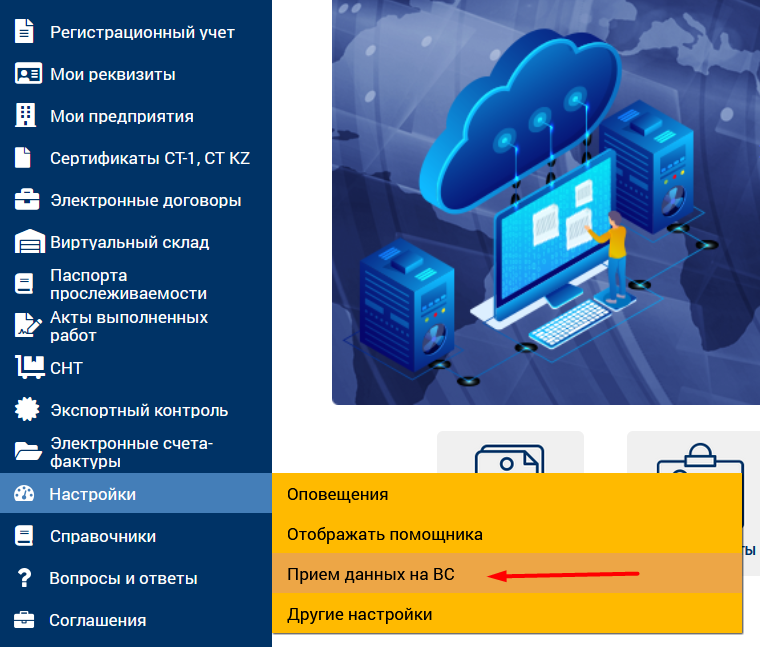 Регистрационный учет
Мои реквизиты
Мои предприятия
Сертификаты СТ-1, СТ KZ
Электронные договоры
Виртуальный склад
Паспорта
прослеживаемости
Акты выполненных
работ
СНТ
Экспортный контроль
Электронные счета-
фактуры
Настройки
Оповещения
Отображать помощника
Прием данных на ВС
Другие настройки
Справочники
Вопросы и ответы
Соглашения